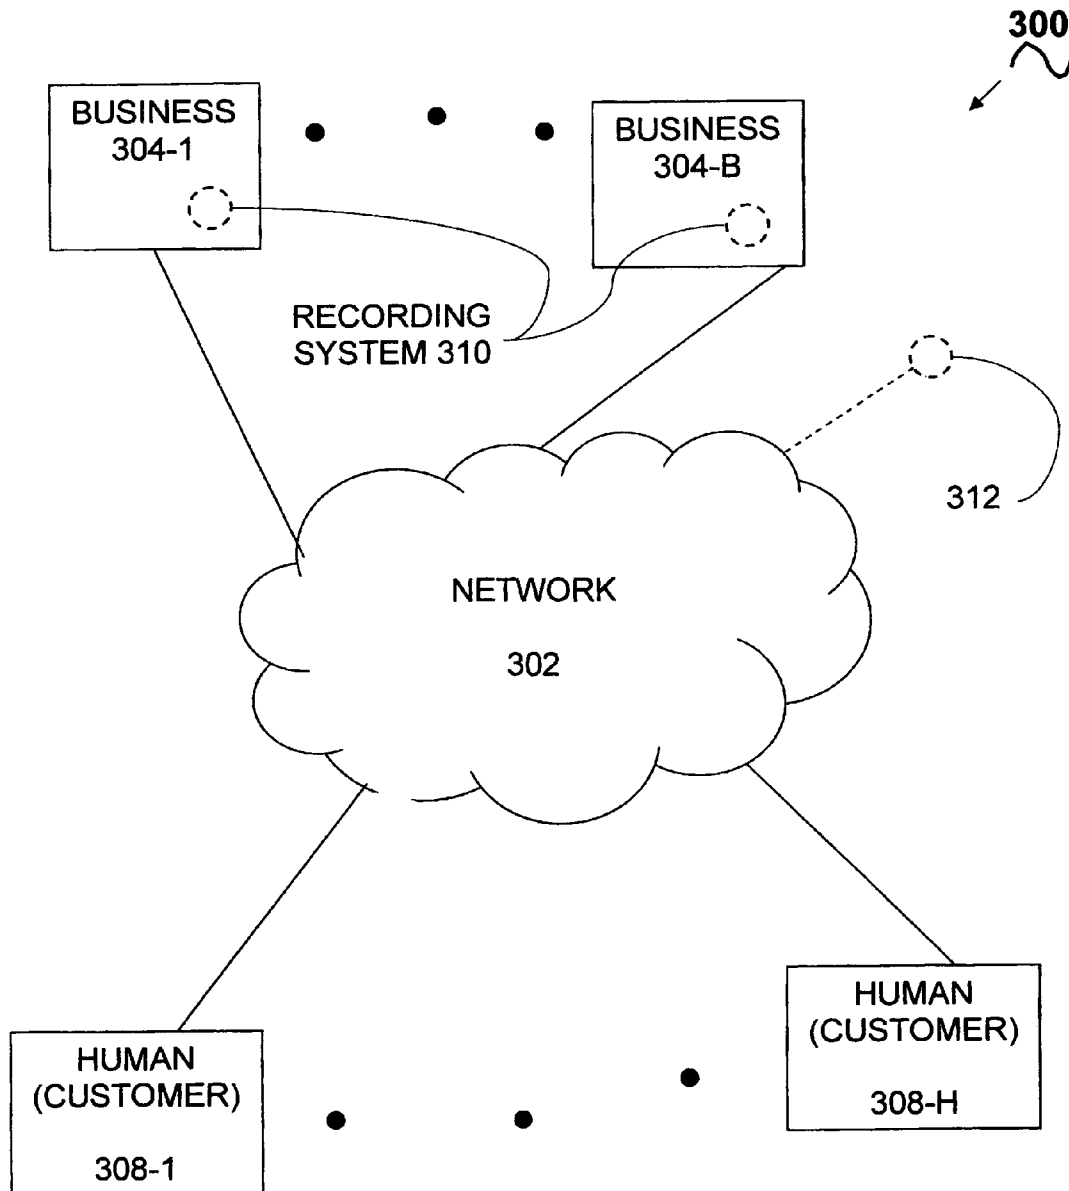 300
BUSINESS
304-1
BUSINESS
304-B
RECORDING
SYSTEM 310
312
NETWORK
302
HUMAN
(CUSTOMER)
308-H
HUMAN
(CUSTOMER)
308-1